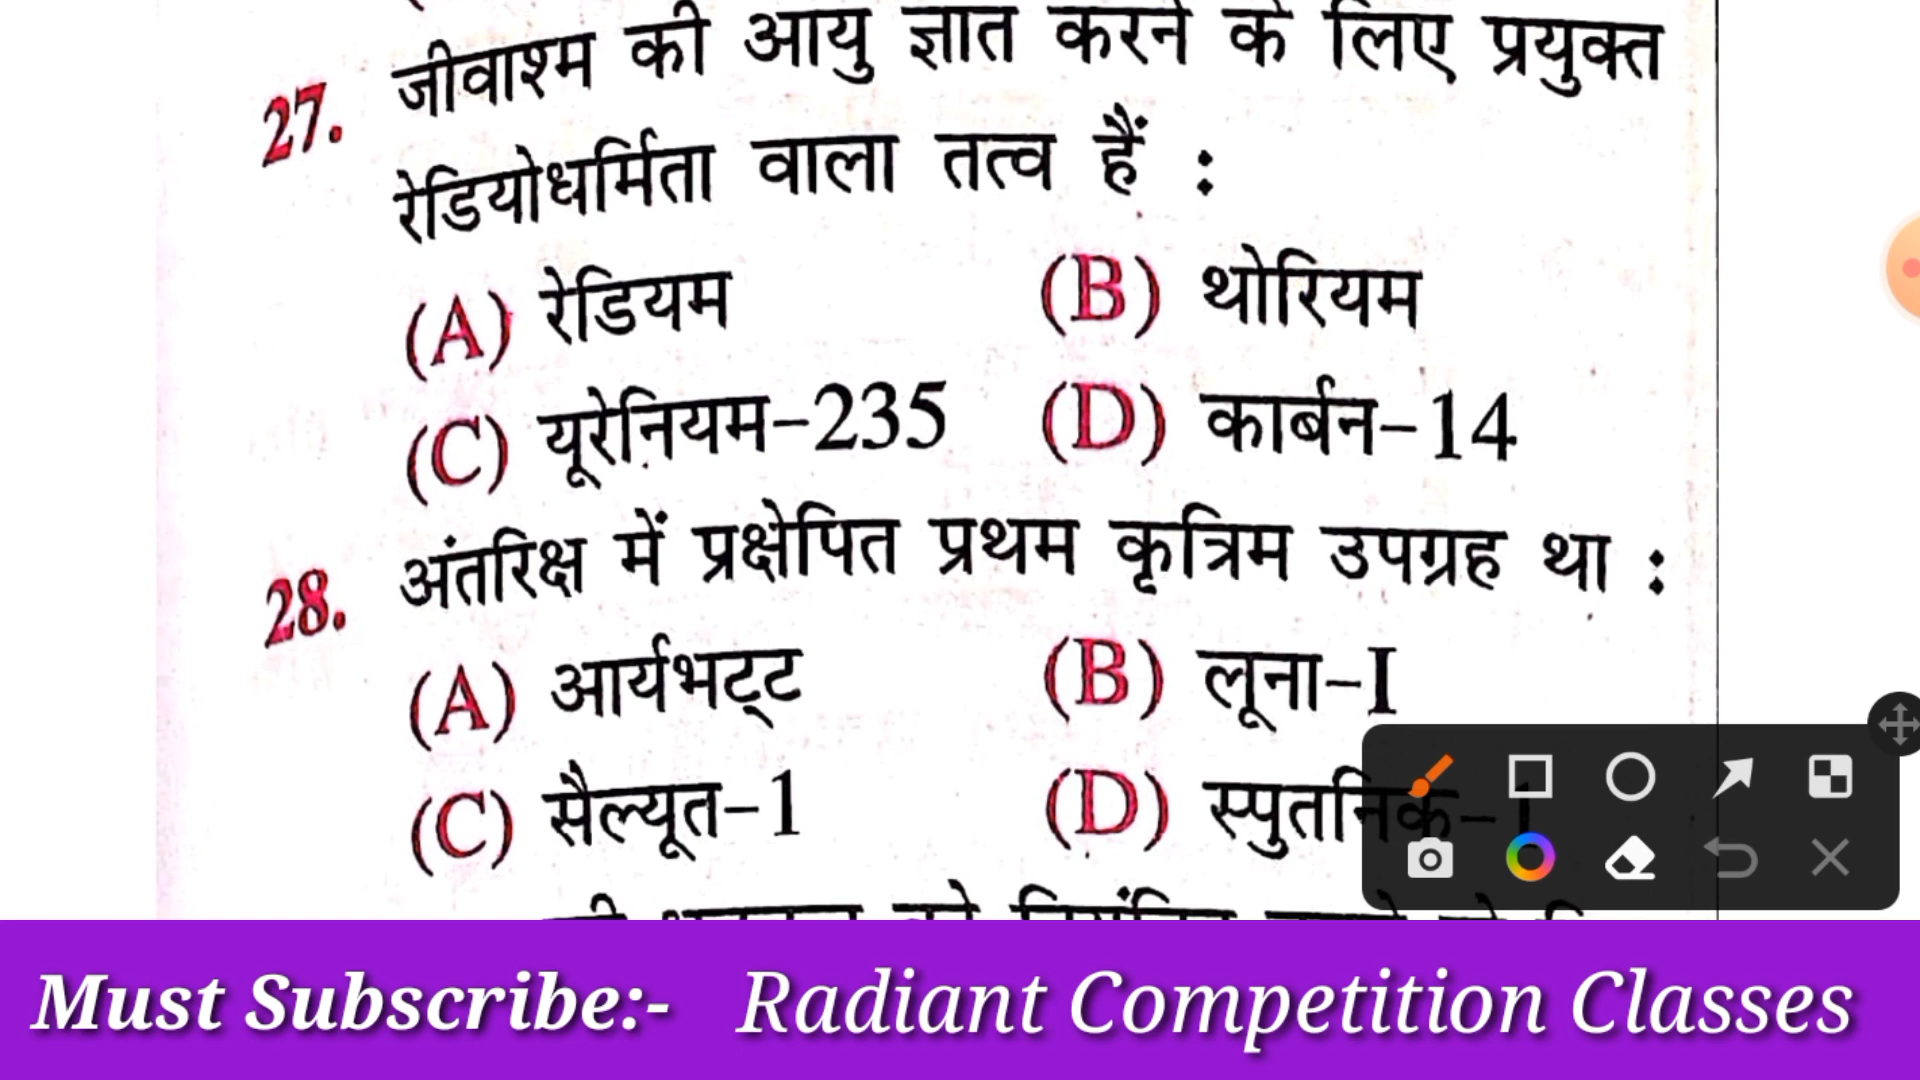 27. जीवाश्म की आयु ज्ञात करने के लिए प्रयुक्त
रेडियोधर्मिता वाला तत्व हैं :
(A) रेडियम (B) थोरियम
(C) यूरेनियम-235 (D) कार्बन-14
28. अंतरिक्ष में प्रक्षेपित प्रथम कृत्रिम उपग्रह था :
(A) आर्यभट्ट (B) लूना-I
(C) सैल्यूत-1 (D) स्पुतनिक-1
Must Subscribe:- Radiant Competition Classes